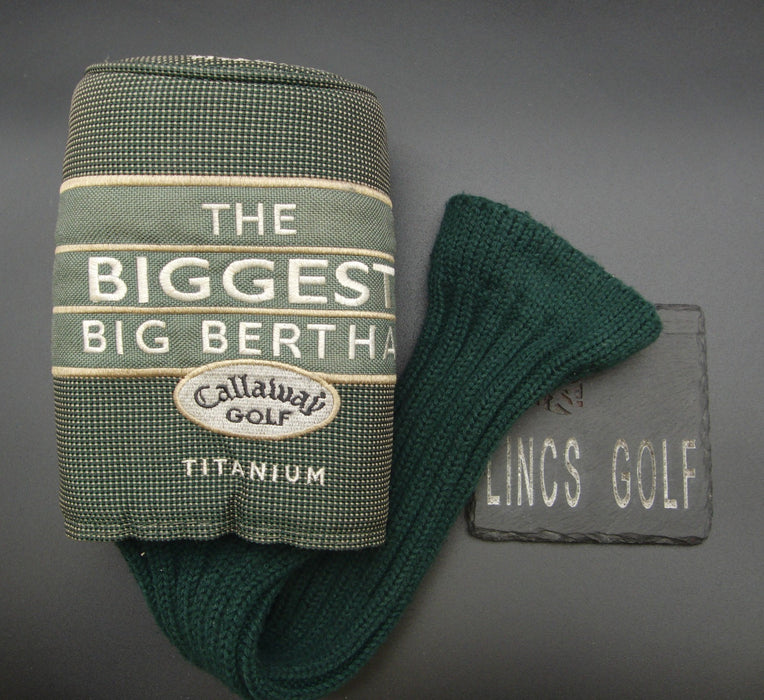 THE
BIGGEST
BIG BERTHA
Callaway
GOLF
TITANIUM
LINCS GOLF